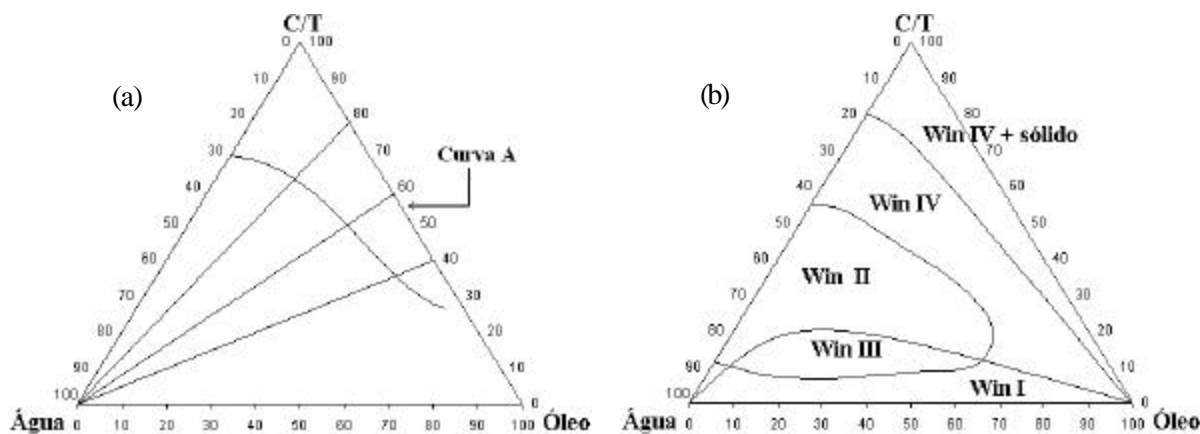 C/T
0 100
10 90
20 80
30 70
40 60
50 50
60 40
70 30
80 20
90 10
100 0
Água 0 10 20 30 40 50 60 70 80 90 100 Óleo
(a)
Curva A
C/T
0 100
10 90
20 80
30 70
40 60
50 50
60 40
70 30
80 20
90 10
100 0
Água 0 10 20 30 40 50 60 70 80 90 100 Óleo
(b)
Win IV + sólido
Win IV
Win II
Win III
Win I